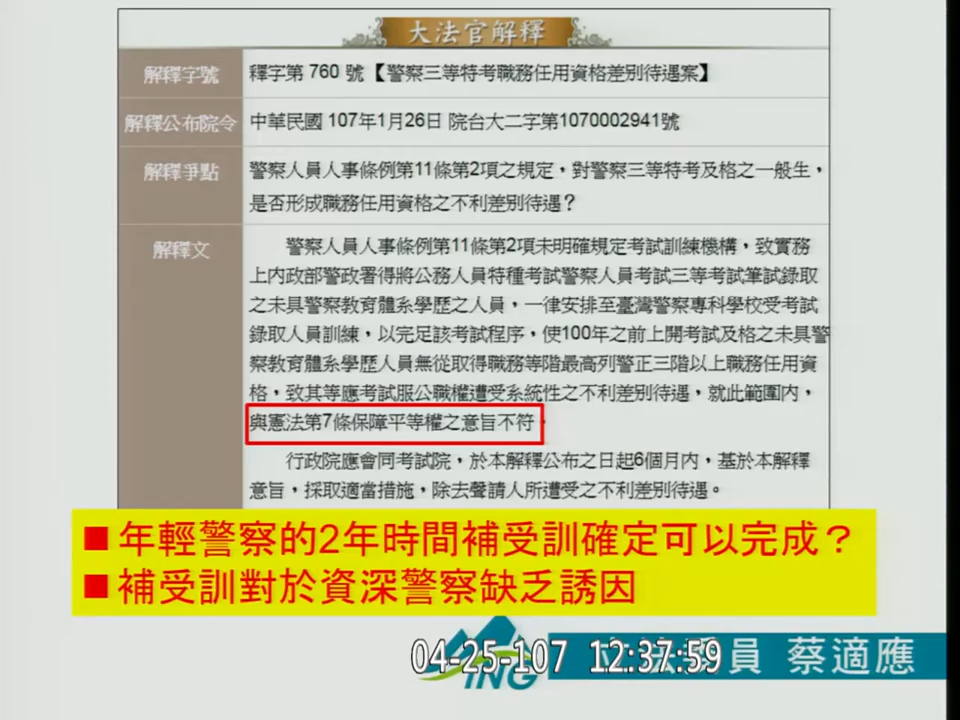 大法官解釋
解釋字號
釋字第 760 號【警察三等特考職務任用資格差別待遇案】
解釋公布院令
中華民國 107年1月26日 院台大二字第1070002941號
解釋爭點
警察人員人事條例第11條第2項之規定，對警察三等特考及格之一般生，
是否形成職務任用資格之不利差別待遇？
解釋文
警察人員人事條例第11條第2項未明確規定考試訓練機構，致實務
上內政部警政署得將公務人員特種考試警察人員考試三等考試筆試錄取
之未具警察教育體系學歷之人員，一律安排至臺灣警察專科學校受考試
錄取人員訓練，以完足該考試程序，使100年之前上開考試及格之未具警
察教育體系學歷人員無從取得職務等階最高列警正三階以上職務任用資
格，致其等應考試服公職權遭受系統性之不利差別待遇，就此範圍內，
與憲法第7條保障平等權之意旨不符。
行政院應會同考試院，於本解釋公布之日起6個月內，基於本解釋
意旨，採取適當措施，除去聲請人所遭受之不利差別待遇。
■ 年輕警察的2年時間補受訓確定可以完成？
■ 補受訓對於資深警察缺乏誘因
04-25-107 12:37:59
員 蔡適應
ING